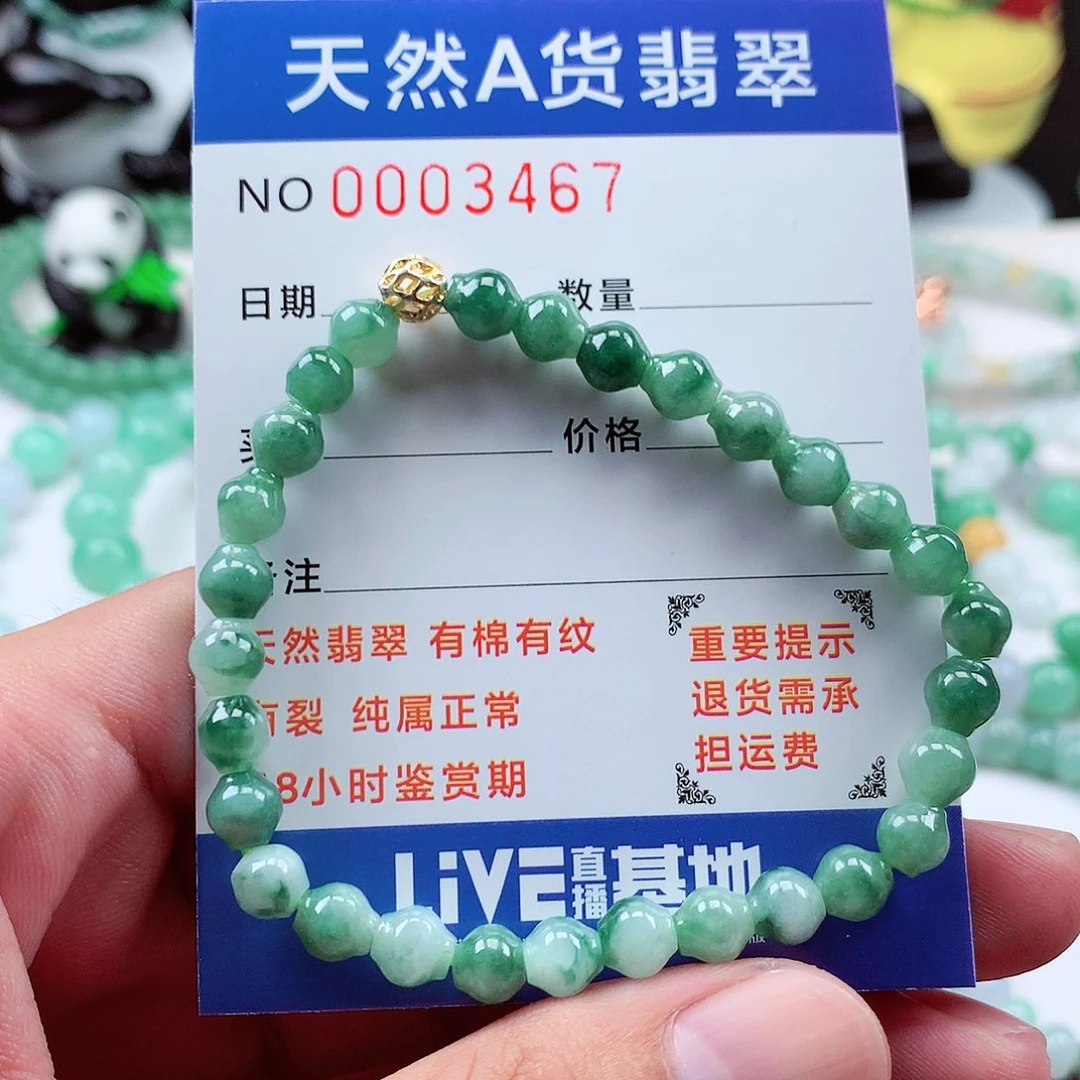 天然A货翡翠
NO 0003467
日期 数量
价格
注
天然翡翠 有棉有纹
有裂 纯属正常
8小时鉴赏期
重要提示
退货需承
担运费
LiVE直播基地